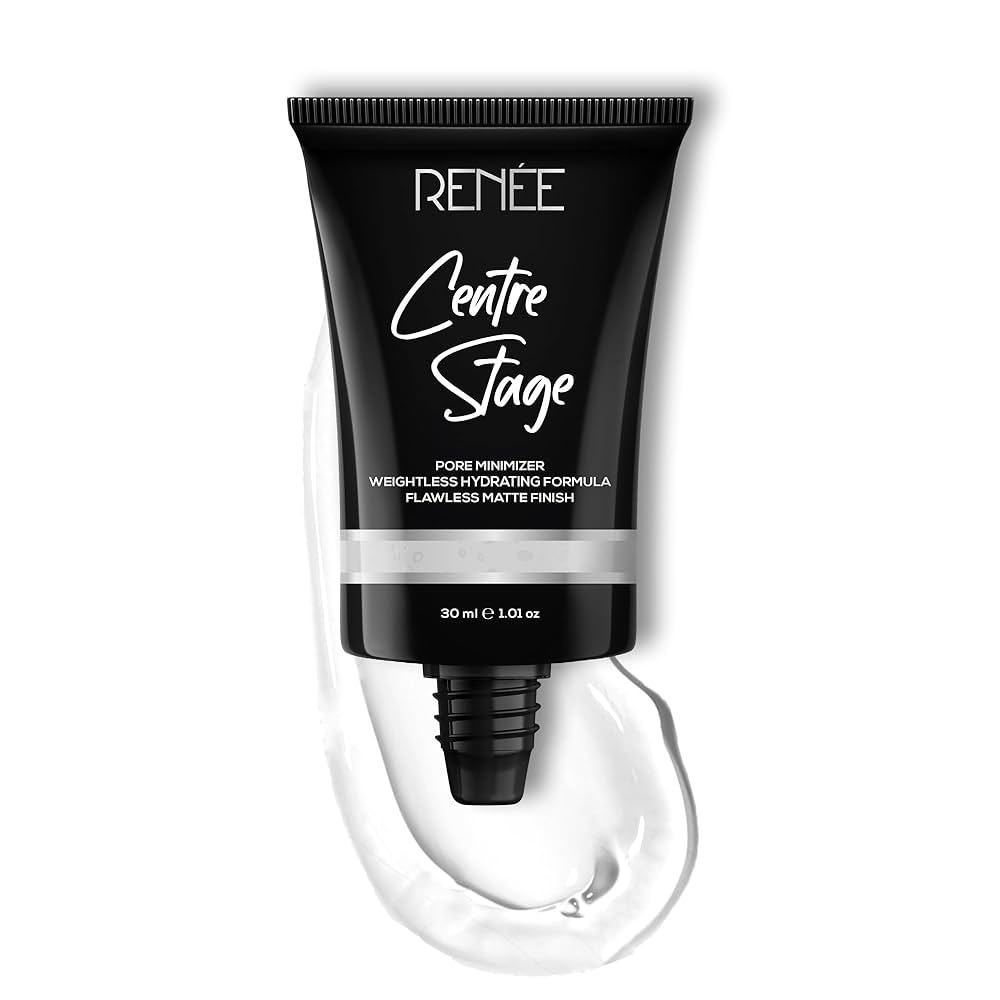 RENÉE
Centre
Stage
PORE MINIMIZER
WEIGHTLESS HYDRATING FORMULA
FLAWLESS MATTE FINISH
30 ml ℮ 1.01 oz